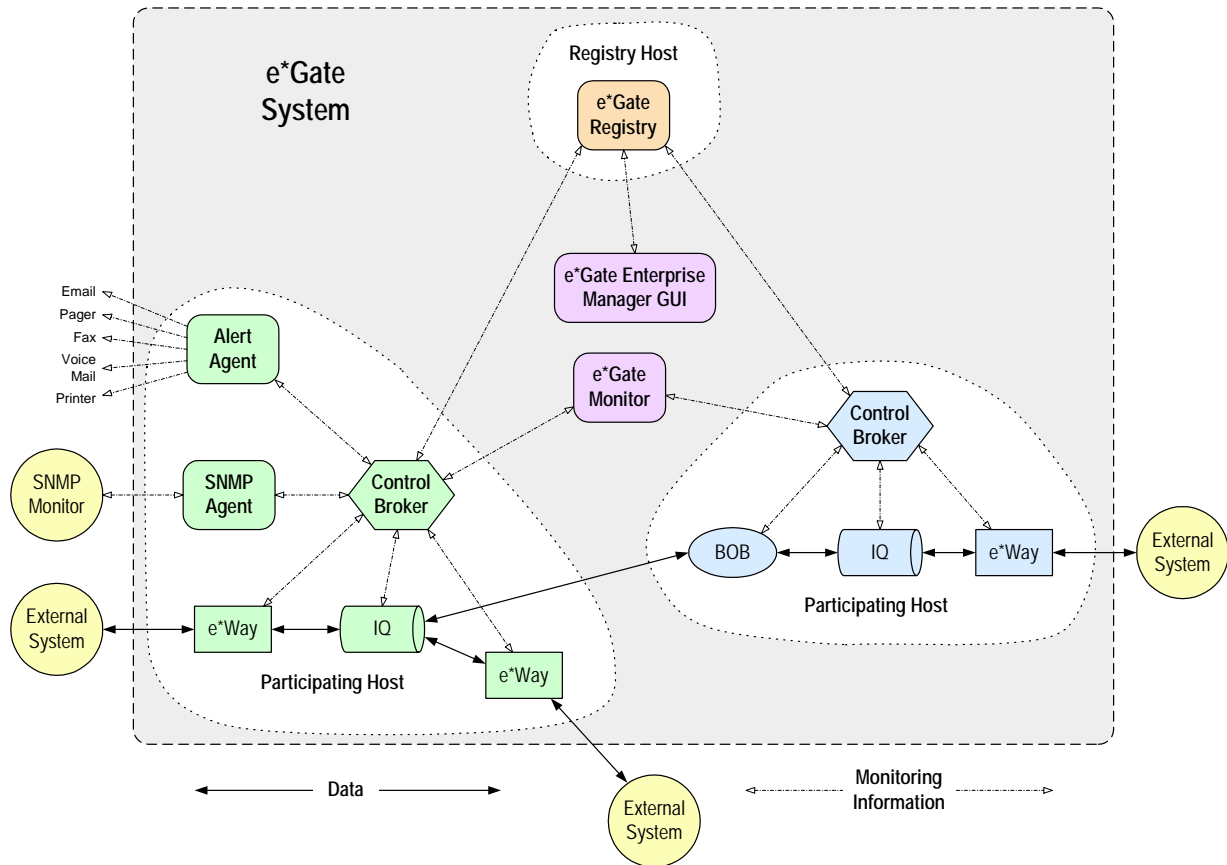 e*Gate
System
Registry Host
e*Gate
Registry
e*Gate Enterprise
Manager GUI
Email
Pager
Fax
Voice
Mail
Printer
Alert
Agent
e*Gate
Monitor
Control
Broker
SNMP
Monitor
SNMP
Agent
Control
Broker
BOB
IQ
e*Way
External
System
Participating Host
External
System
e*Way
IQ
e*Way
Participating Host
Data
External
System
Monitoring
Information